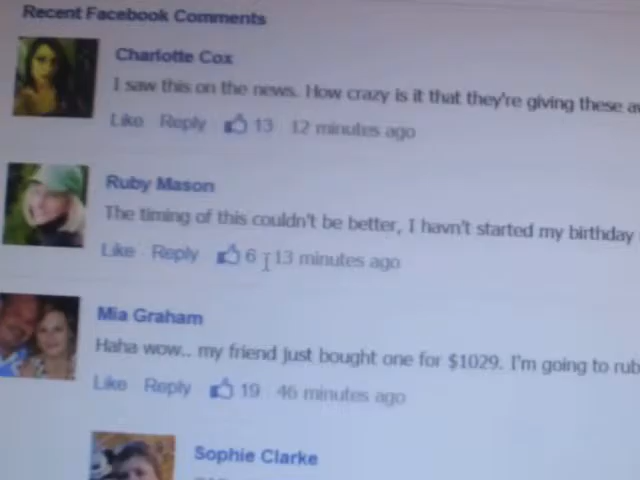 Recent Facebook Comments
Charlotte Cox
I saw this on the news. How crazy is it that they're giving these
Like Reply 13 12 minutes ago
Ruby Mason
The timing of this couldn't be better, I havn't started my birthday
Like Reply 6 13 minutes ago
Mia Graham
Haha wow.. my friend just bought one for $1029. I'm going to rub
Like Reply 19 46 minutes ago
Sophie Clarke